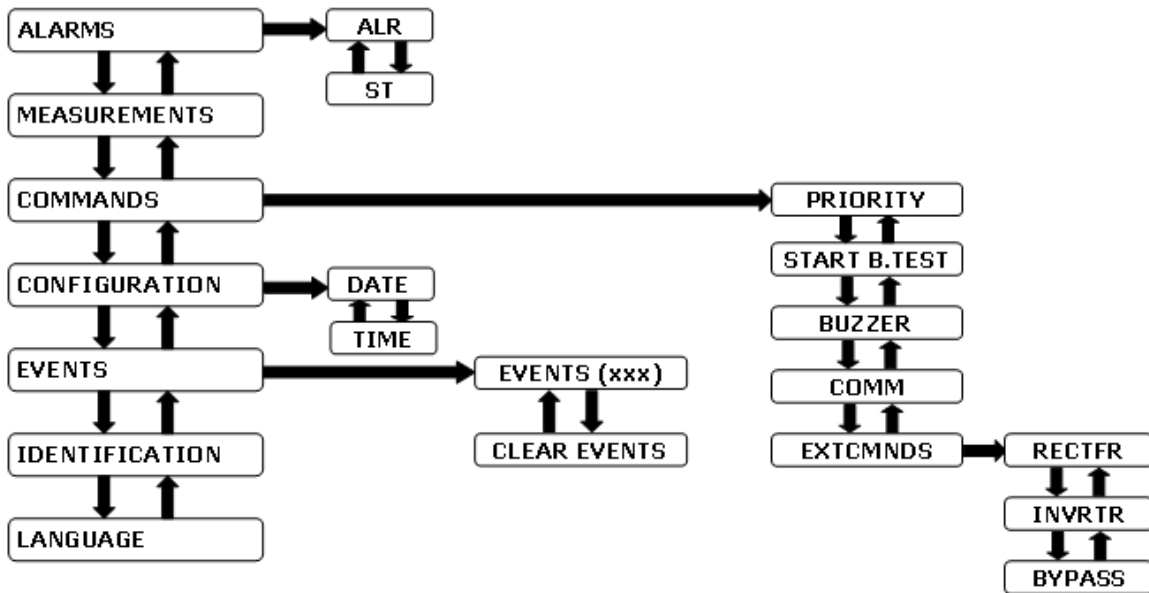 ALARMS
ALR
ST
MEASUREMENTS
COMMANDS
PRIORITY
START B.TEST
BUZZER
COMM
EXTCMNDS
RECTFR
INVRTR
BYPASS
CONFIGURATION
DATE
TIME
EVENTS
EVENTS (xxx)
CLEAR EVENTS
IDENTIFICATION
LANGUAGE